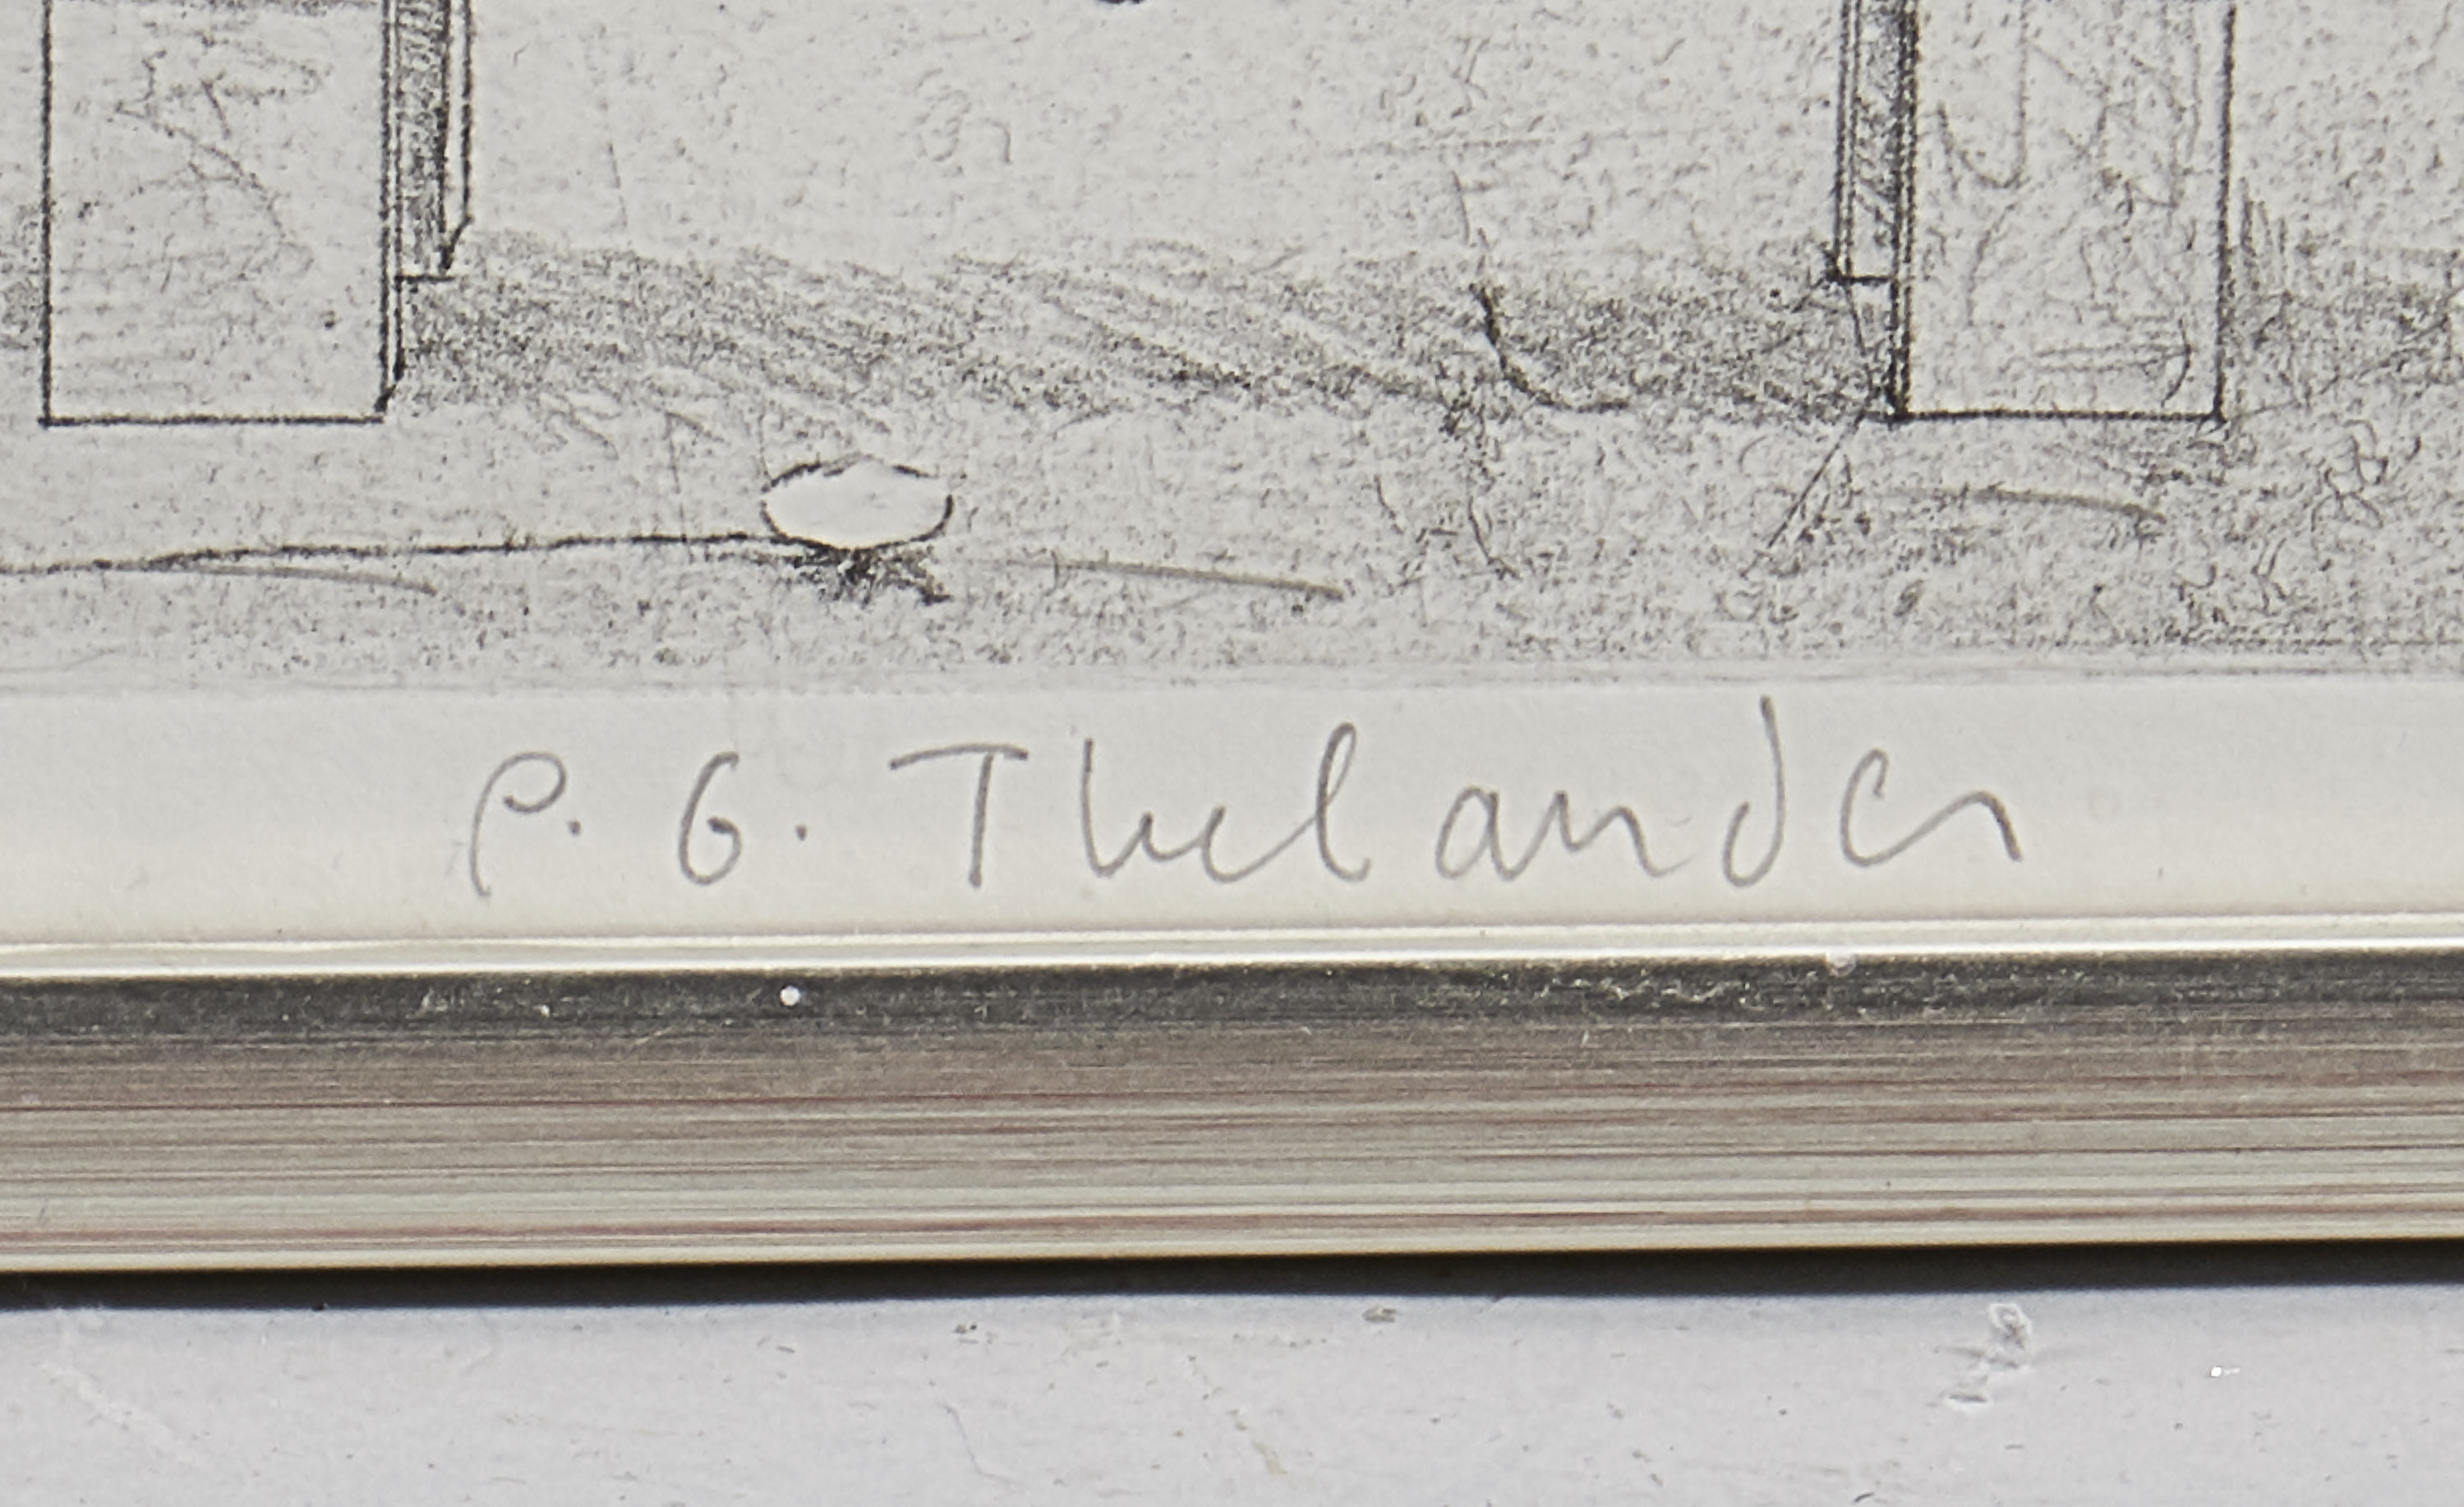 P. G. Thelander